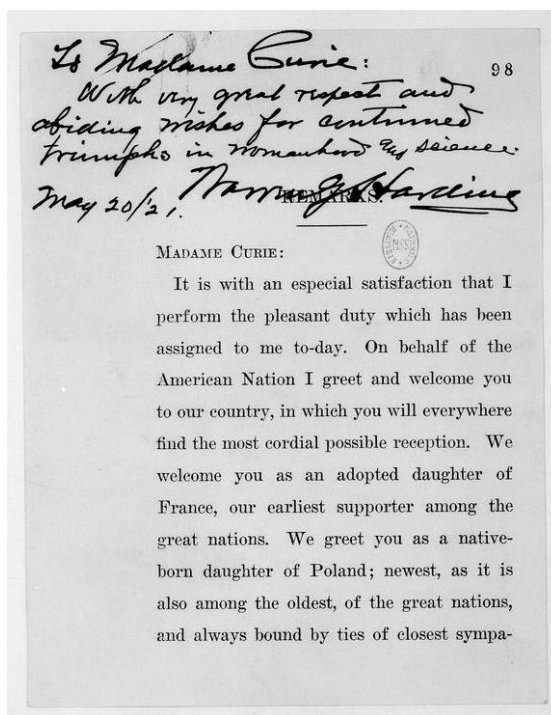 To Madame Curie:
98
With very great respect and
abiding wishes for continued
triumphs in womanhood and science.
May 20/'21. Warren G. Harding
REMARKS.
MADAME CURIE:
It is with an especial satisfaction that I
perform the pleasant duty which has been
assigned to me to-day. On behalf of the
American Nation I greet and welcome you
to our country, in which you will everywhere
find the most cordial possible reception. We
welcome you as an adopted daughter of
France, our earliest supporter among the
great nations. We greet you as a native-
born daughter of Poland; newest, as it is
also among the oldest, of the great nations,
and always bound by ties of closest sympa-